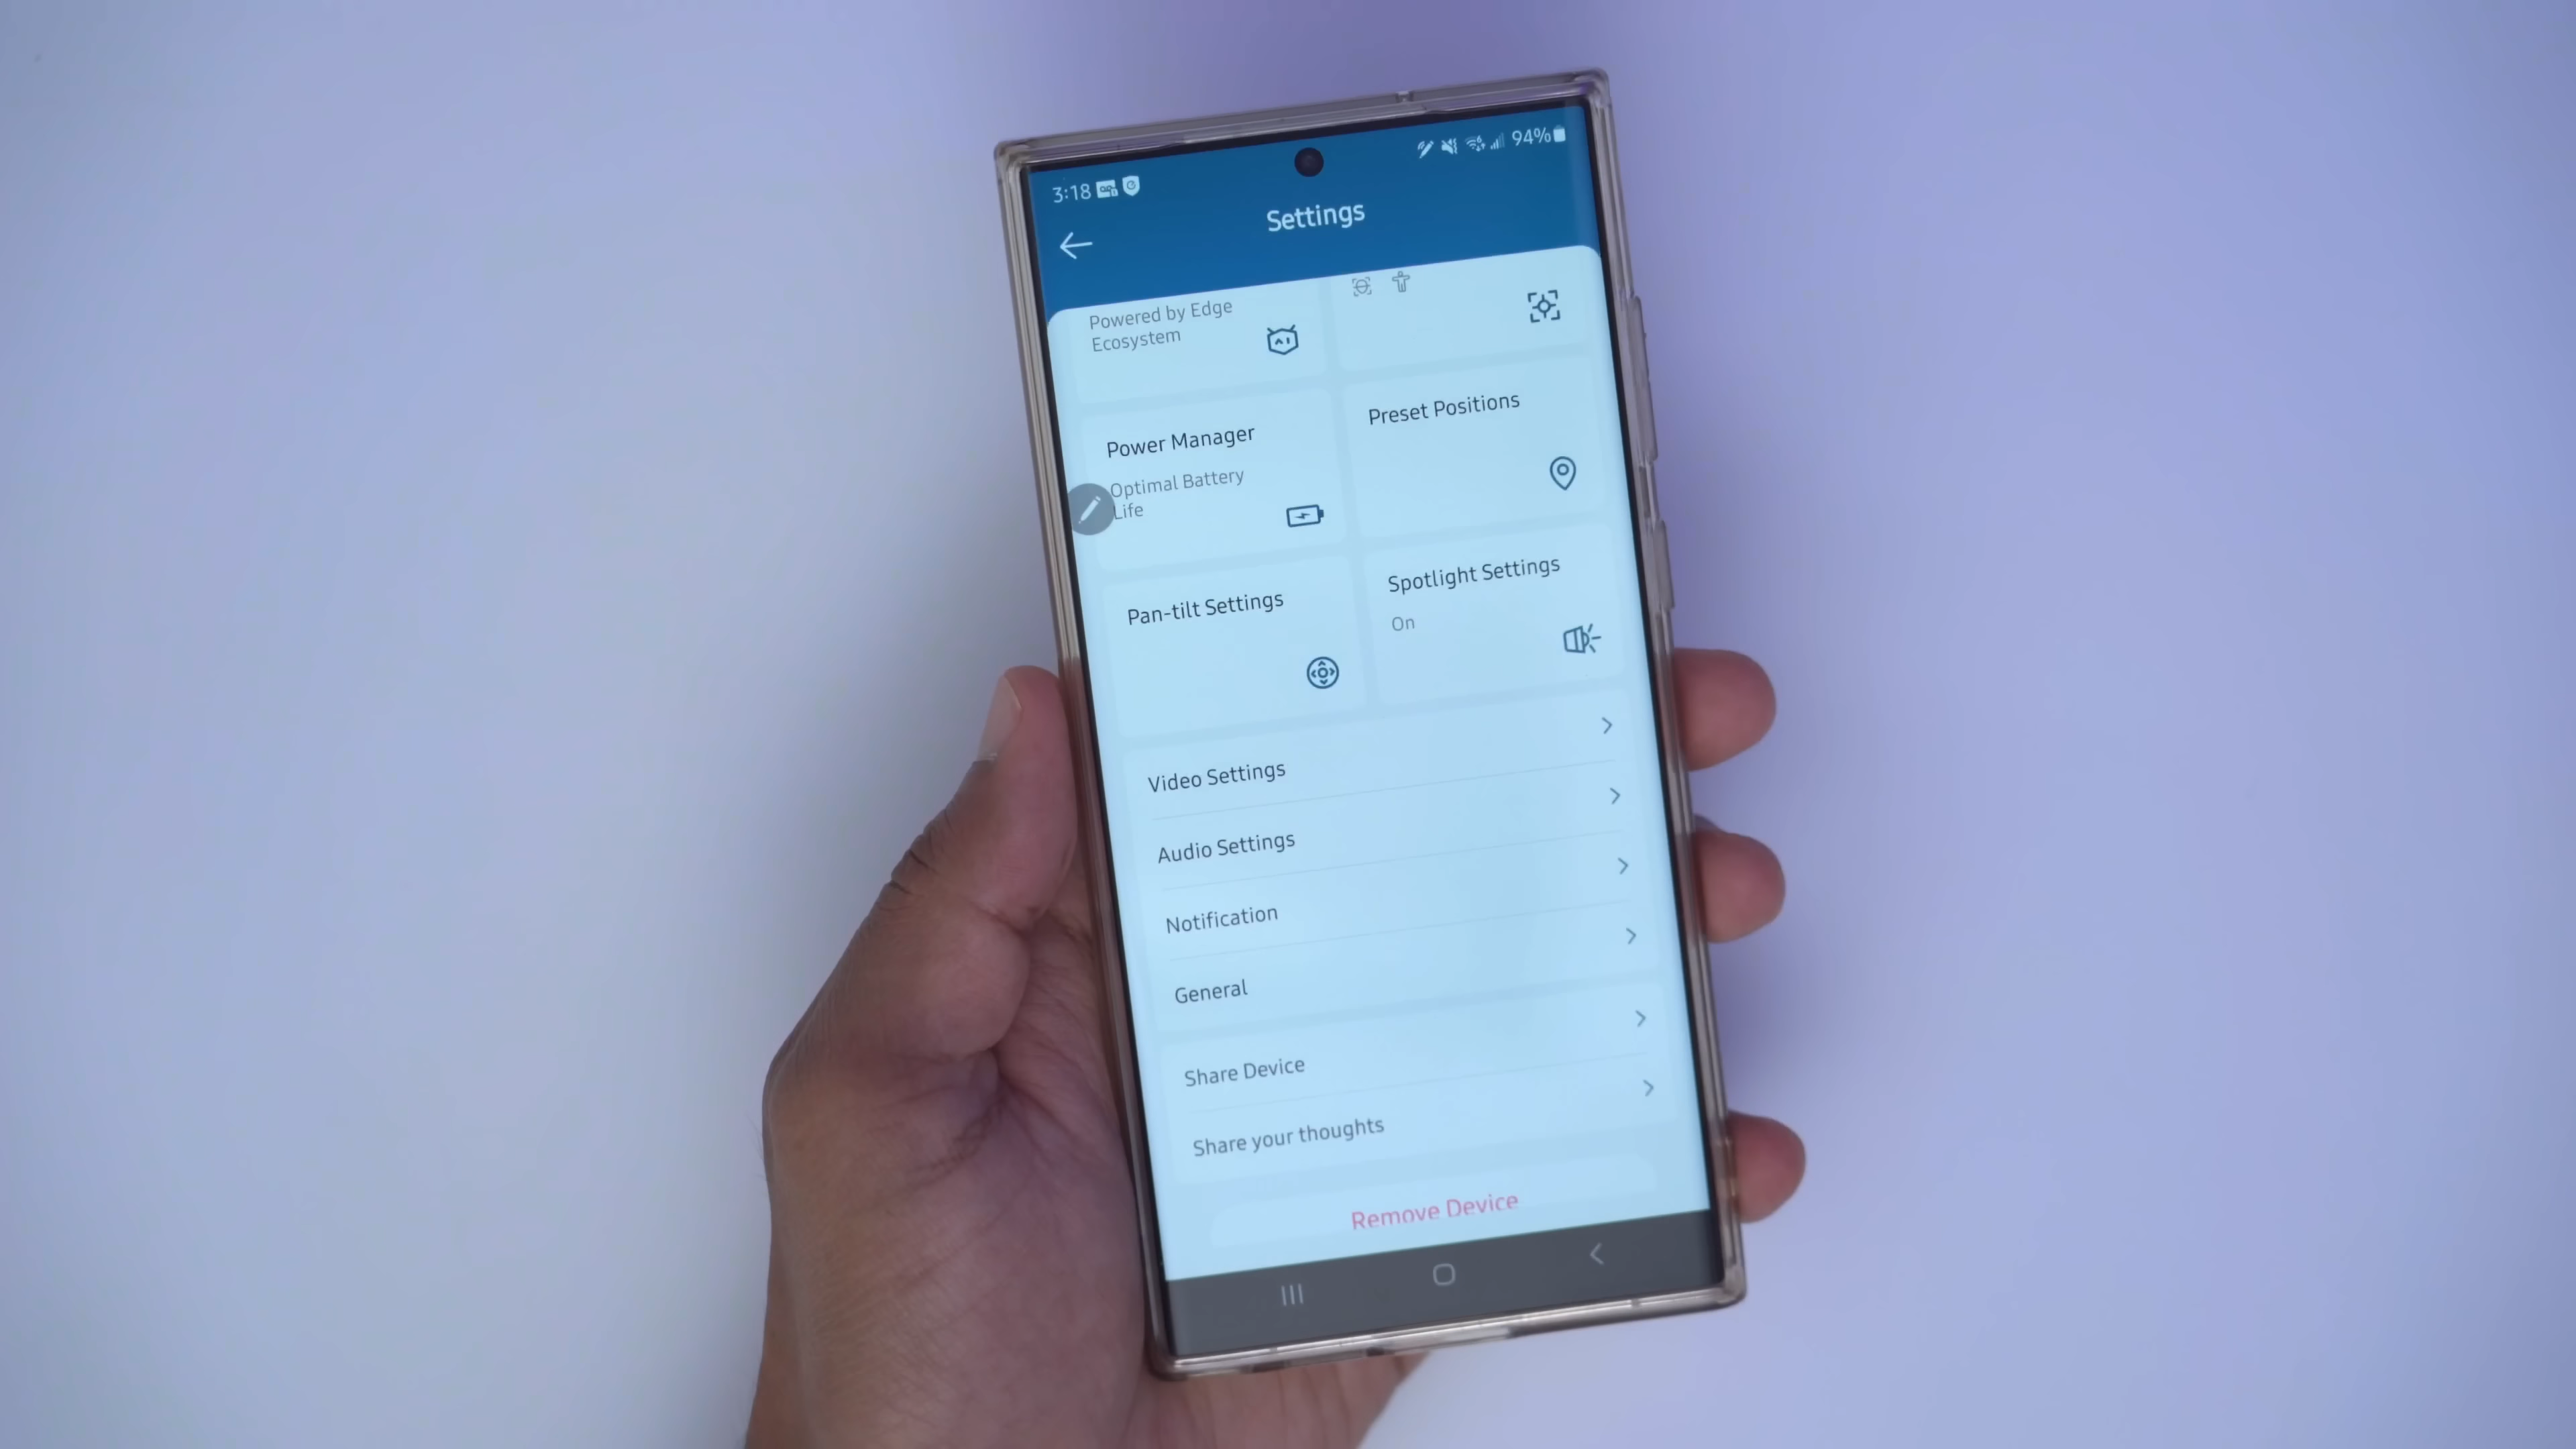 3:18
94%
Settings
Powered by Edge
Ecosystem
Power Manager
Optimal Battery
Life
Preset Positions
Pan-tilt Settings
Spotlight Settings
On
Video Settings
Audio Settings
Notification
General
Share Device
Share your thoughts
Remove Device